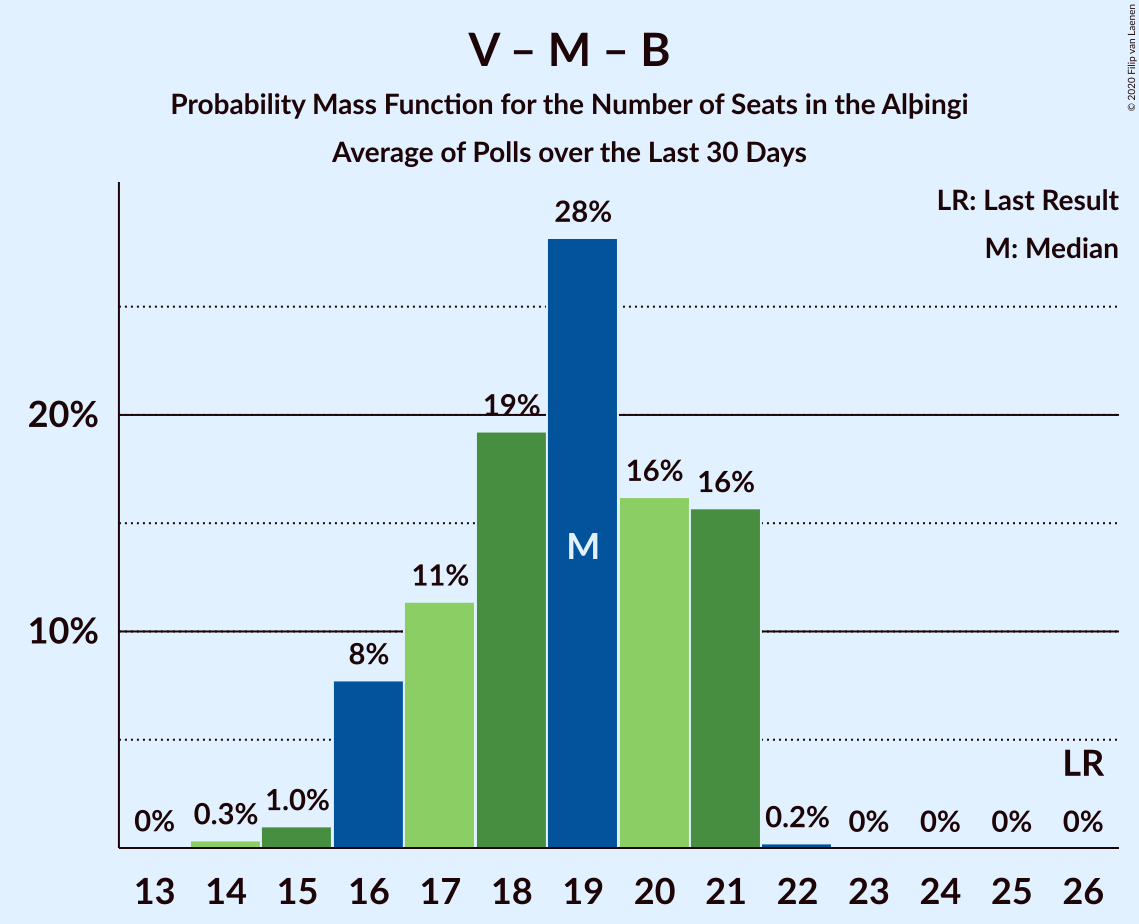 V – M – B
Probability Mass Function for the Number of Seats in the Alþingi
Average of Polls over the Last 30 Days
© 2020 Filip van Laenen
LR: Last Result
M: Median
28%
20%
19%
16%
16%
M
11%
10%
8%
LR
0%
0.3%
1.0%
0.2%
0%
0%
0%
0%
13 14 15 16 17 18 19 20 21 22 23 24 25 26